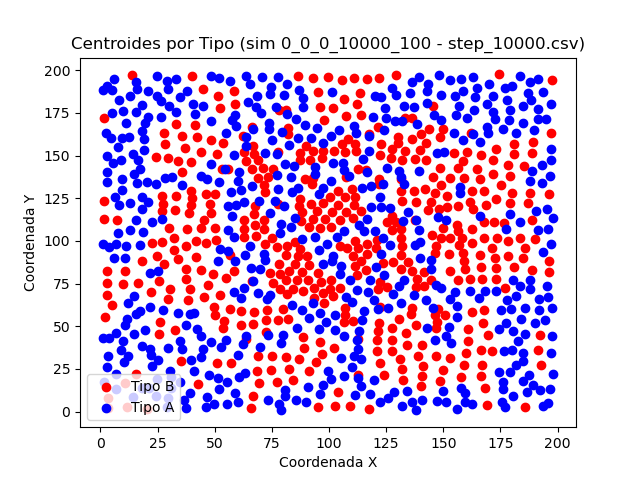 Centroides por Tipo (sim 0_0_0_10000_100 - step_10000.csv)
Coordenada Y
200
175
150
125
100
75
50
25
0
Tipo B
Tipo A
0 25 50 75 100 125 150 175 200
Coordenada X